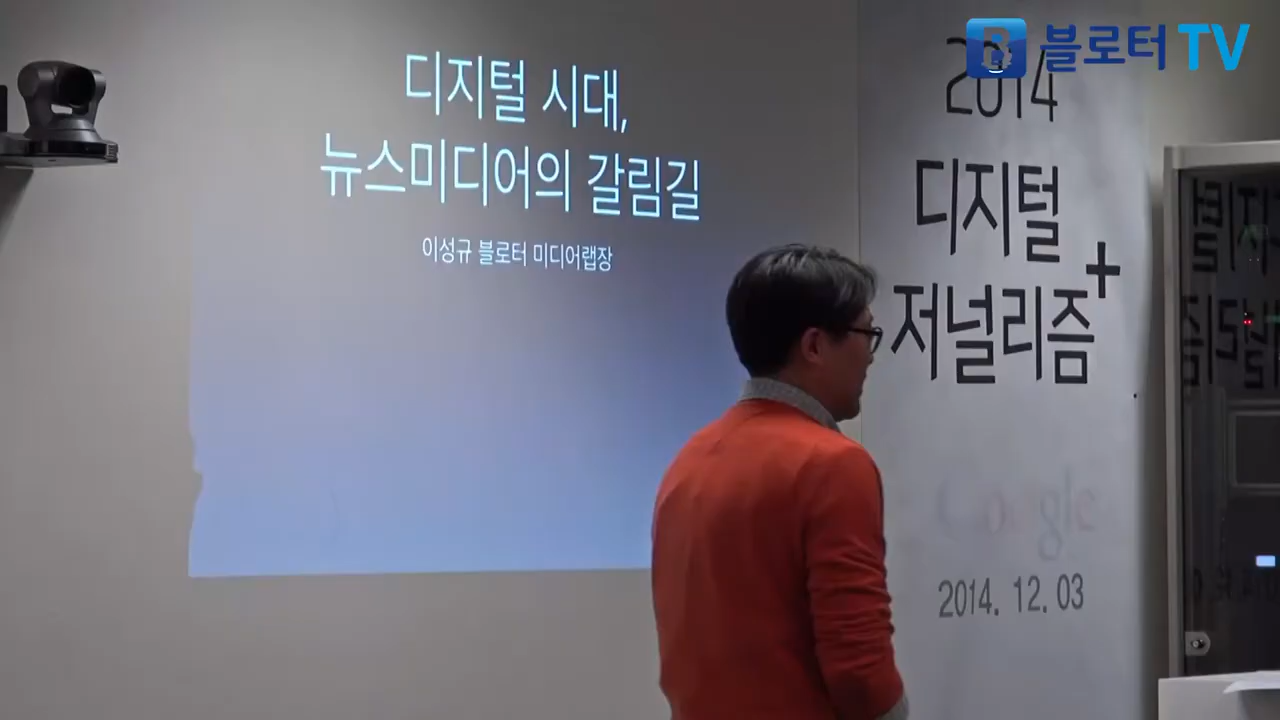 디지털 시대,
뉴스미디어의 갈림길
이성규 블로터 미디어랩장
블로터 TV
2014
디지털
저널리즘+
Google
2014. 12. 03